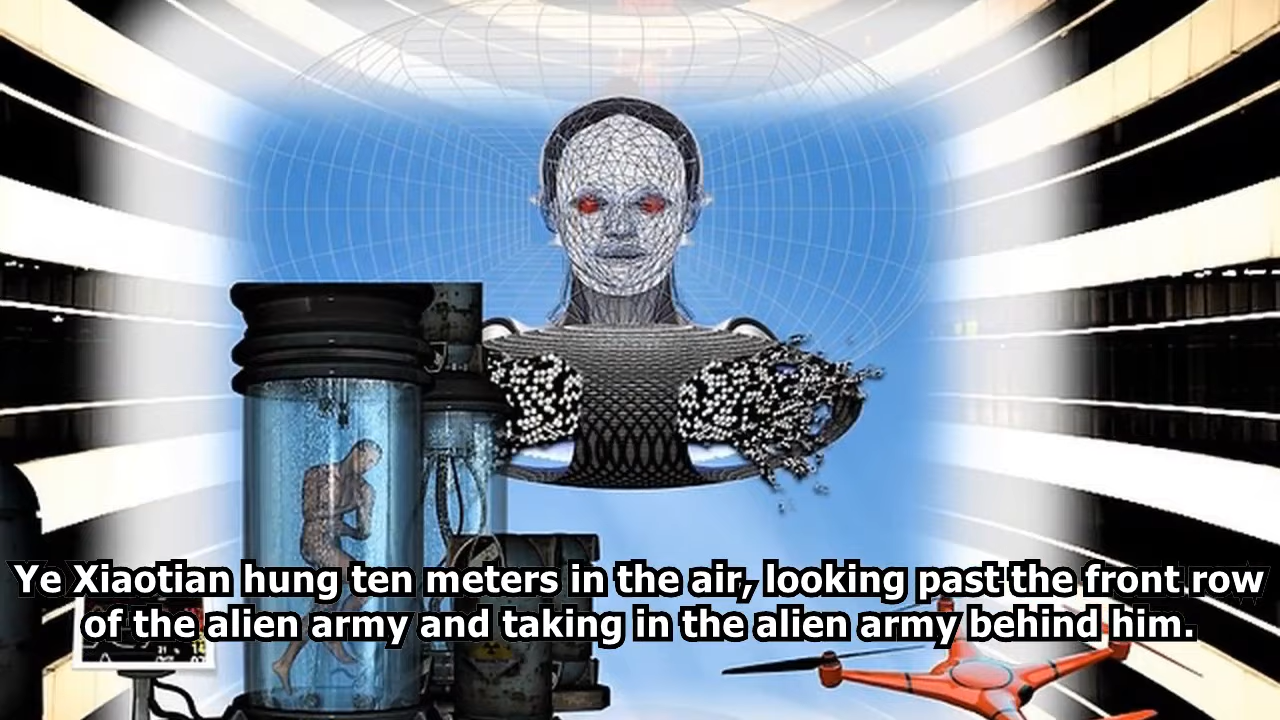 Ye Xiaotian hung ten meters in the air, looking past the front row
of the alien army and taking in the alien army behind him.